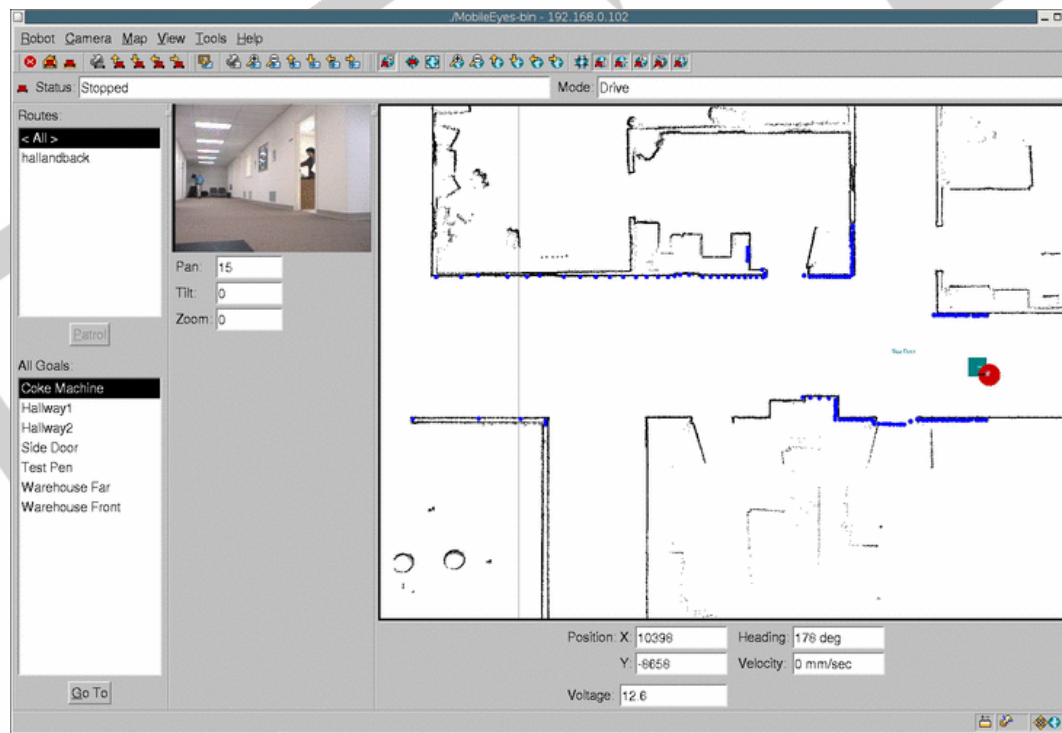 ./MobileEyes-bin - 192.168.0.102
Robot Camera Map View Tools Help
Status: Stopped
Mode: Drive
Routes:
< All >
hallandback
Pan: 15
Tilt: 0
Zoom: 0
Patrol
All Goals:
Coke Machine
Hallway1
Hallway2
Side Door
Test Pen
Warehouse Far
Warehouse Front
Go To
Position: X: 10398
Heading: 178 deg
Y: -8658
Velocity: 0 mm/sec
Voltage: 12.6